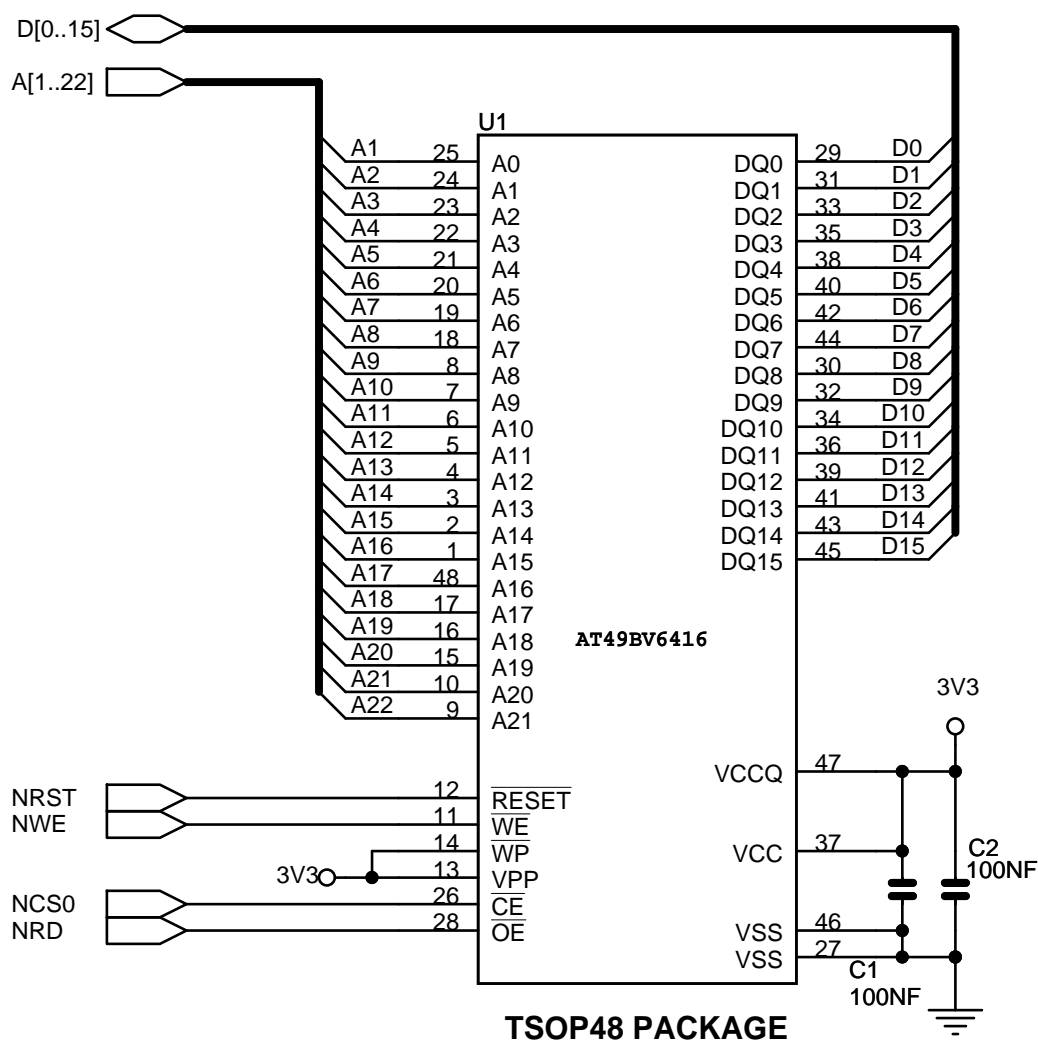 D[0..15]
A[1..22]
U1
A1 25 A0 DQ0 29 D0
A2 24 A1 DQ1 31 D1
A3 23 A2 DQ2 33 D2
A4 22 A3 DQ3 35 D3
A5 21 A4 DQ4 38 D4
A6 20 A5 DQ5 40 D5
A7 19 A6 DQ6 42 D6
A8 18 A7 DQ7 44 D7
A9 8 A8 DQ8 30 D8
A10 7 A9 DQ9 32 D9
A11 6 A10 DQ10 34 D10
A12 5 A11 DQ11 36 D11
A13 4 A12 DQ12 39 D12
A14 3 A13 DQ13 41 D13
A15 2 A14 DQ14 43 D14
A16 1 A15 DQ15 45 D15
A17 48 A16
A18 17 A17
A19 16 A18 AT49BV6416
A20 15 A19
A21 10 A20
A22 9 A21
3V3
VCCQ 47
NRST 12 RESET
NWE 11 WE
14 WP VCC 37
3V3 13 VPP
C2
100NF
NCS0 26 CE
NRD 28 OE VSS 46
VSS 27
C1
100NF
TSOP48 PACKAGE